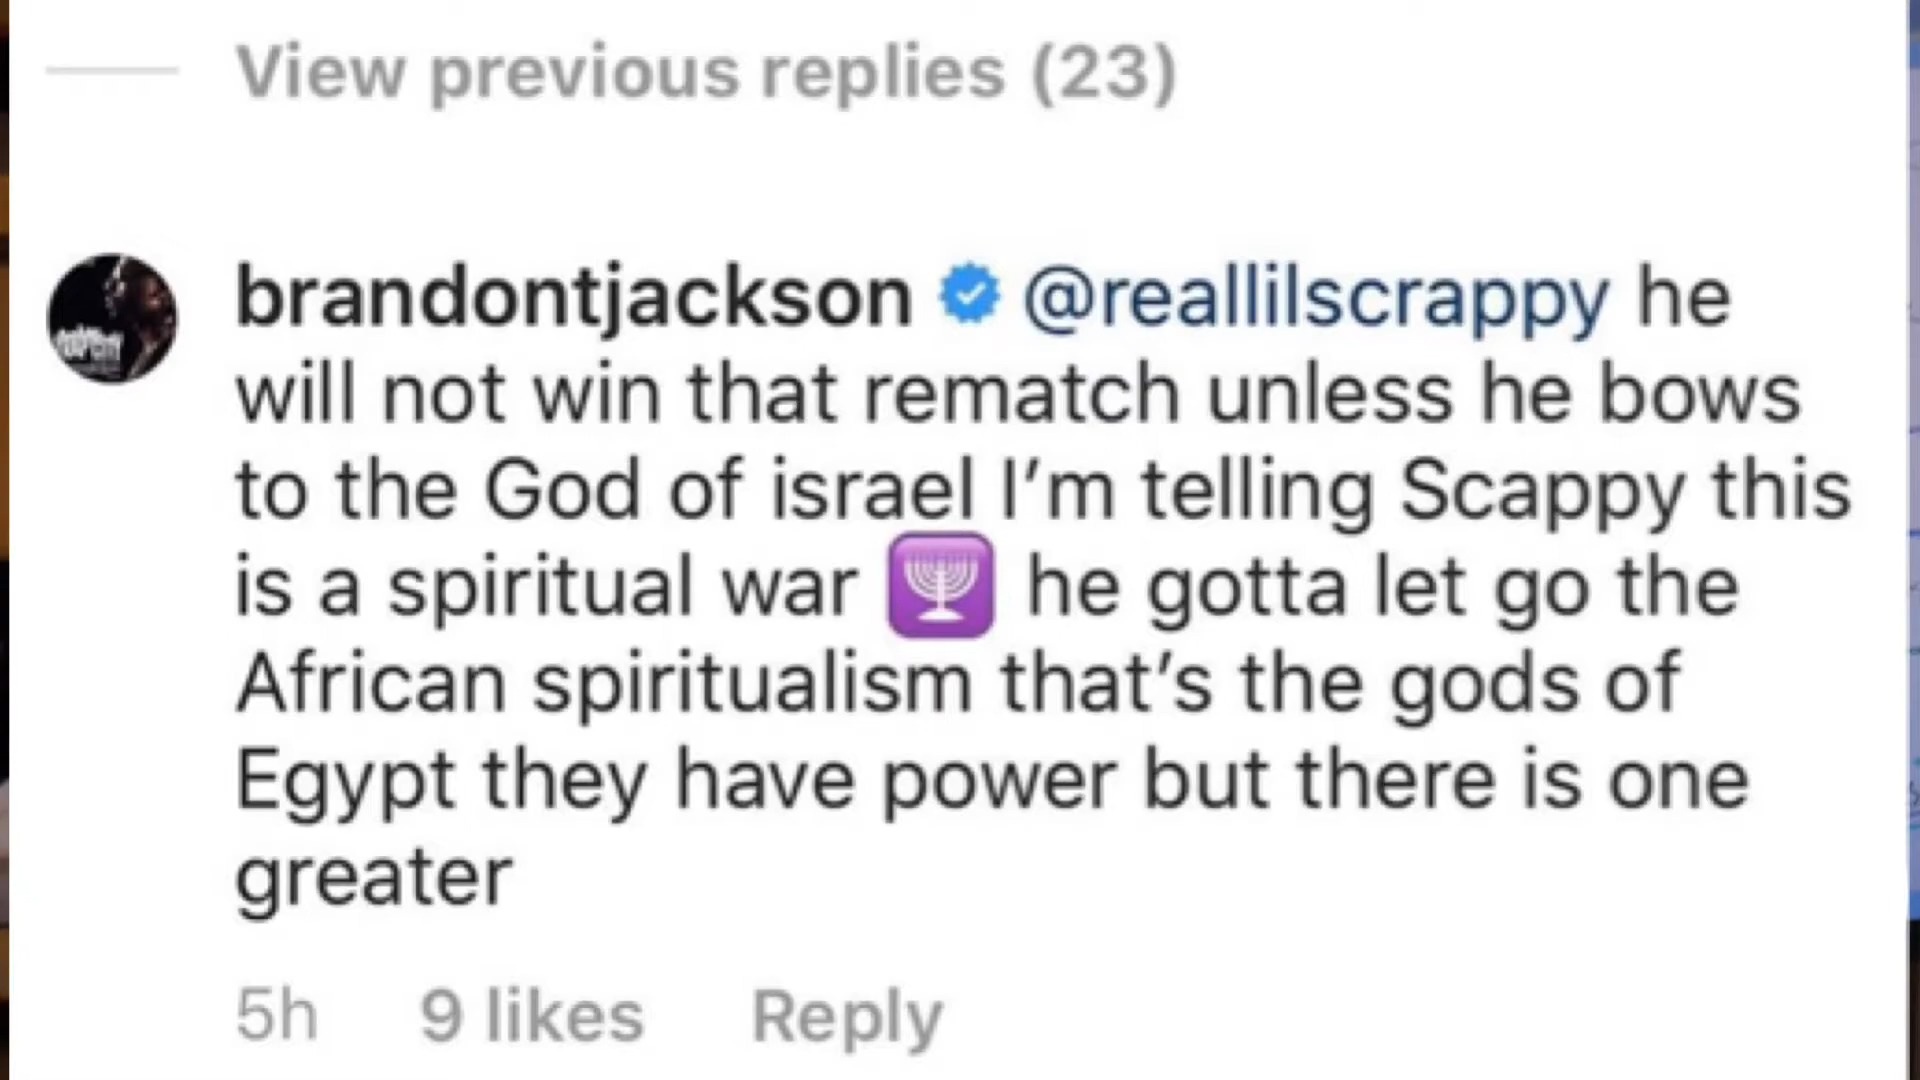 View previous replies (23)
brandontjackson @reallilscrappy he
will not win that rematch unless he bows
to the God of israel I’m telling Scappy this
is a spiritual war 🕎 he gotta let go the
African spiritualism that’s the gods of
Egypt they have power but there is one
greater
5h 9 likes Reply